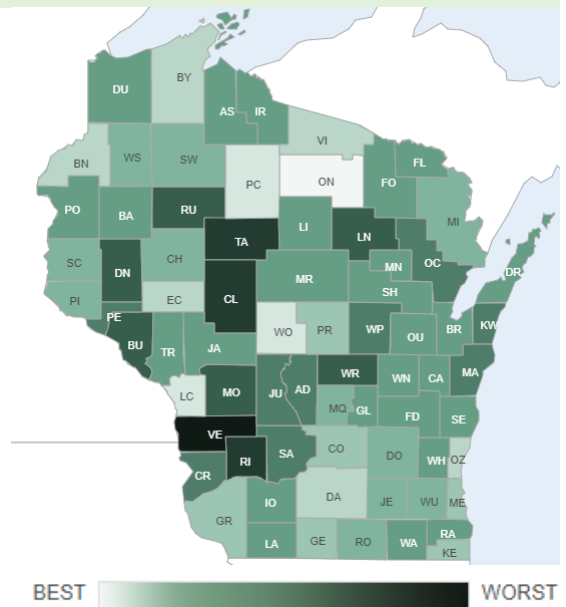 BY
DU
AS
IR
VI
BN
WS
SW
FL
PC
ON
FO
PO
BA
RU
MI
TA
LI
LN
SC
DN
CH
OC
MN
DR
PI
EC
CL
MR
SH
PE
BU
TR
JA
WO
PR
WP
OU
BR
KW
LC
MO
JU
AD
WR
WN
CA
MA
MQ
GL
FD
SE
VE
CR
RI
SA
CO
DO
WH
OZ
GR
IO
DA
JE
WU
ME
LA
GE
RO
WA
RA
KE
BEST WORST